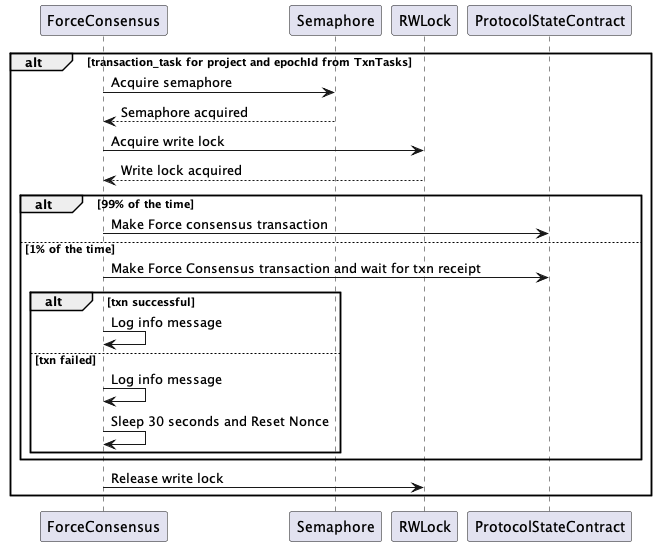 ForceConsensus Semaphore RWLock ProtocolStateContract
alt [transaction_task for project and epochId from TxnTasks]
Acquire semaphore
Semaphore acquired
Acquire write lock
Write lock acquired
alt [99% of the time]
Make Force consensus transaction
[1% of the time]
Make Force Consensus transaction and wait for txn receipt
alt [txn successful]
Log info message
[txn failed]
Log info message
Sleep 30 seconds and Reset Nonce
Release write lock
ForceConsensus Semaphore RWLock ProtocolStateContract